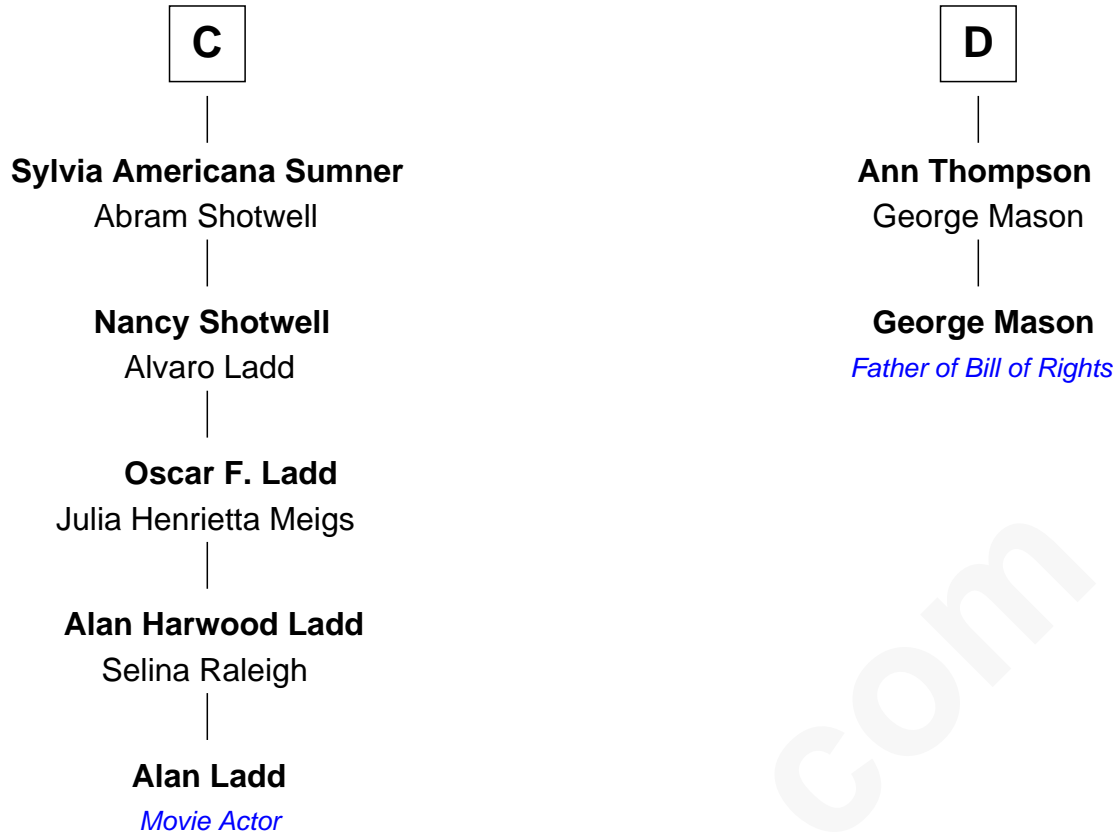 C
Sylvia Americana Sumner
Abram Shotwell
Nancy Shotwell
Alvaro Ladd
Oscar F. Ladd
Julia Henrietta Meigs
Alan Harwood Ladd
Selina Raleigh
Alan Ladd
Movie Actor
D
Ann Thompson
George Mason
George Mason
Father of Bill of Rights
com